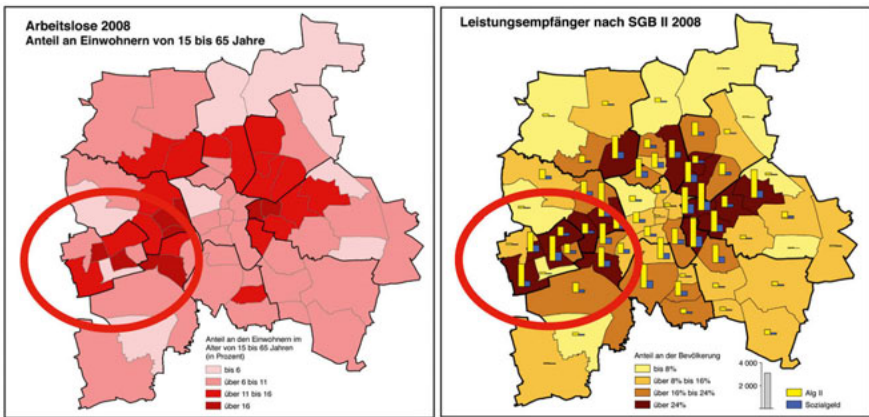 Arbeitslose 2008
Anteil an Einwohnern von 15 bis 65 Jahre
Anteil an den Einwohnern im
Alter von 15 bis 65 Jahren
(in Prozent)
bis 6
über 6 bis 11
über 11 bis 16
über 16
Leistungsempfänger nach SGB II 2008
Anteil an der Bevölkerung
bis 8%
über 8% bis 16%
über 16% bis 24%
über 24%
4 000
2 000
Alg II
Sozialgeld